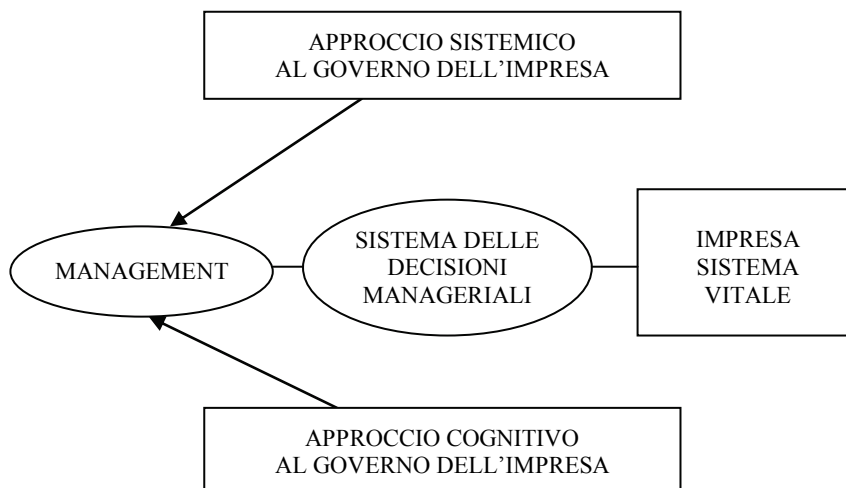 APPROCCIO SISTEMICO
AL GOVERNO DELL’IMPRESA
MANAGEMENT
SISTEMA DELLE
DECISIONI
MANAGERIALI
IMPRESA
SISTEMA
VITALE
APPROCCIO COGNITIVO
AL GOVERNO DELL’IMPRESA